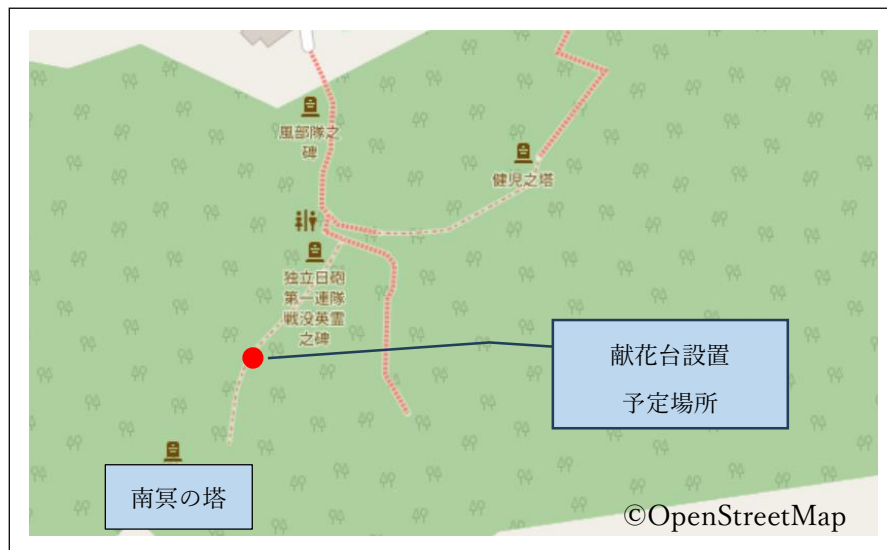 風部隊之
碑
健児之塔
独立日砲
第一連隊
戦没英霊
之碑
献花台設置
予定場所
南冥の塔
©OpenStreetMap